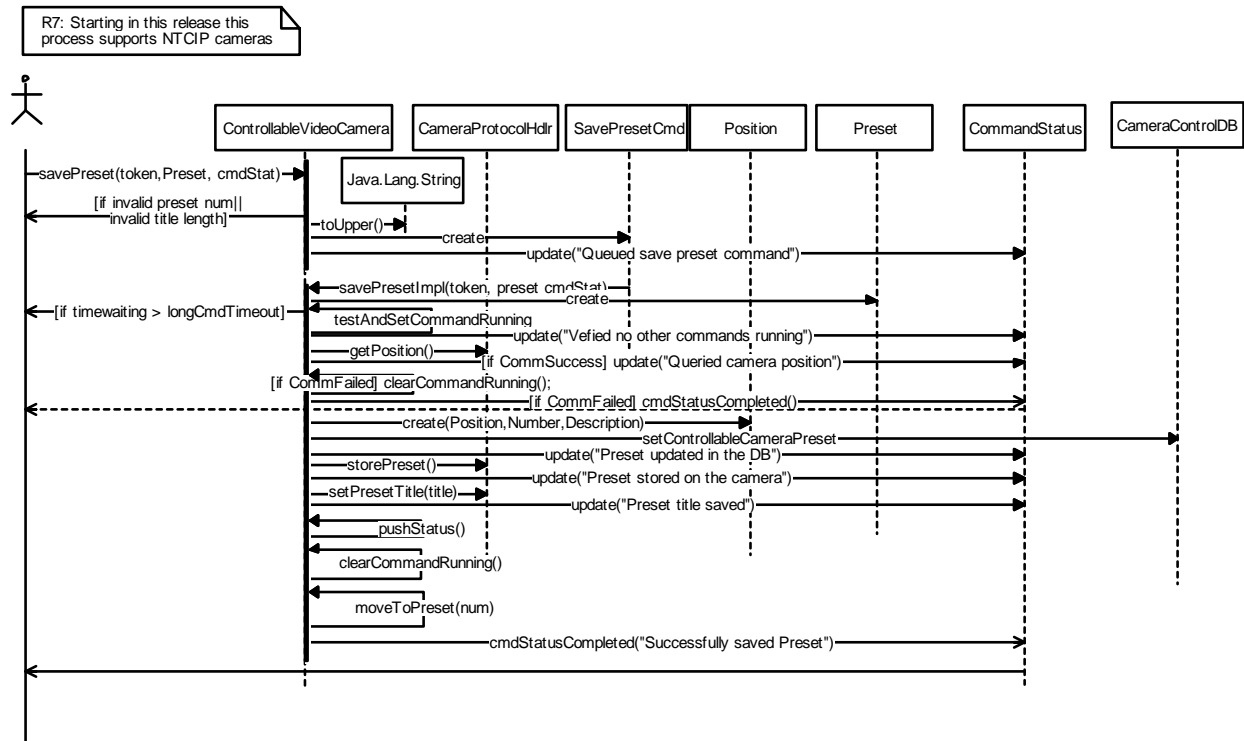 R7: Starting in this release this
process supports NTCIP cameras
ControllableVideoCamera
CameraProtocolHdlr
SavePresetCmd
Position
Preset
CommandStatus
CameraControlDB
savePreset(token,Preset, cmdStat)
Java.Lang.String
[if invalid preset num||
invalid title length]
toUpper()
create
update("Queued save preset command")
savePresetImpl(token, preset cmdStat)
create
[if timewaiting > longCmdTimeout]
testAndSetCommandRunning
update("Vefied no other commands running")
getPosition()
[if CommSuccess] update("Queried camera position")
[if CommFailed] clearCommandRunning();
[if CommFailed] cmdStatusCompleted()
create(Position,Number,Description)
setControllableCameraPreset
update("Preset updated in the DB")
storePreset()
update("Preset stored on the camera")
setPresetTitle(title)
update("Preset title saved")
pushStatus()
clearCommandRunning()
moveToPreset(num)
cmdStatusCompleted("Successfully saved Preset")